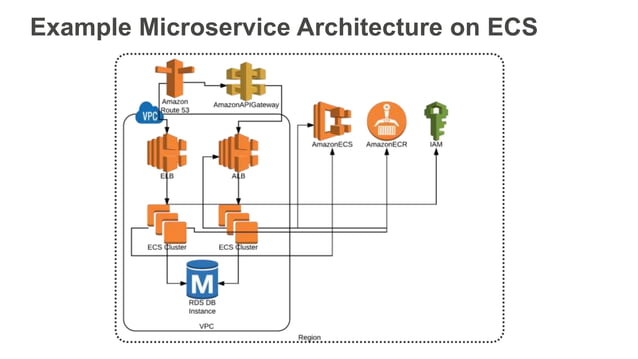 Example Microservice Architecture on ECS
Amazon
Route 53
AmazonAPIGateway
VPC
AmazonECS
AmazonECR
IAM
ELB
ALB
ECS Cluster
ECS Cluster
M
RDS DB
Instance
VPC
Region